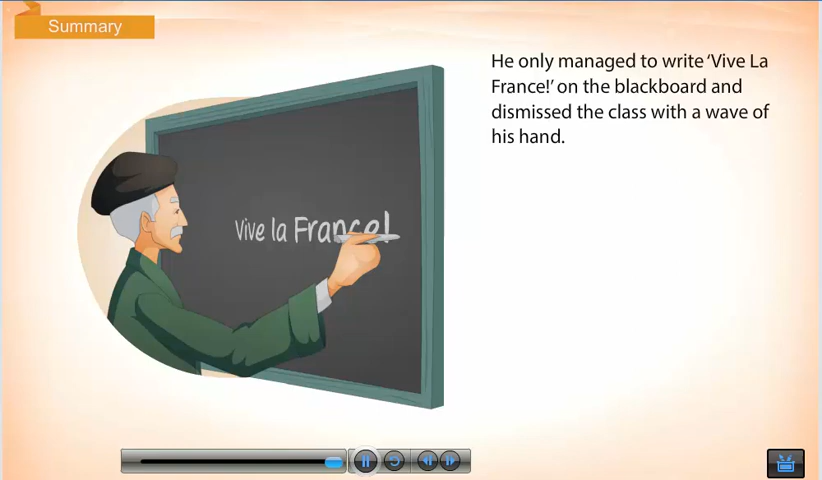 Summary
He only managed to write ‘Vive La
France!’ on the blackboard and
dismissed the class with a wave of
his hand.
Vive la France!